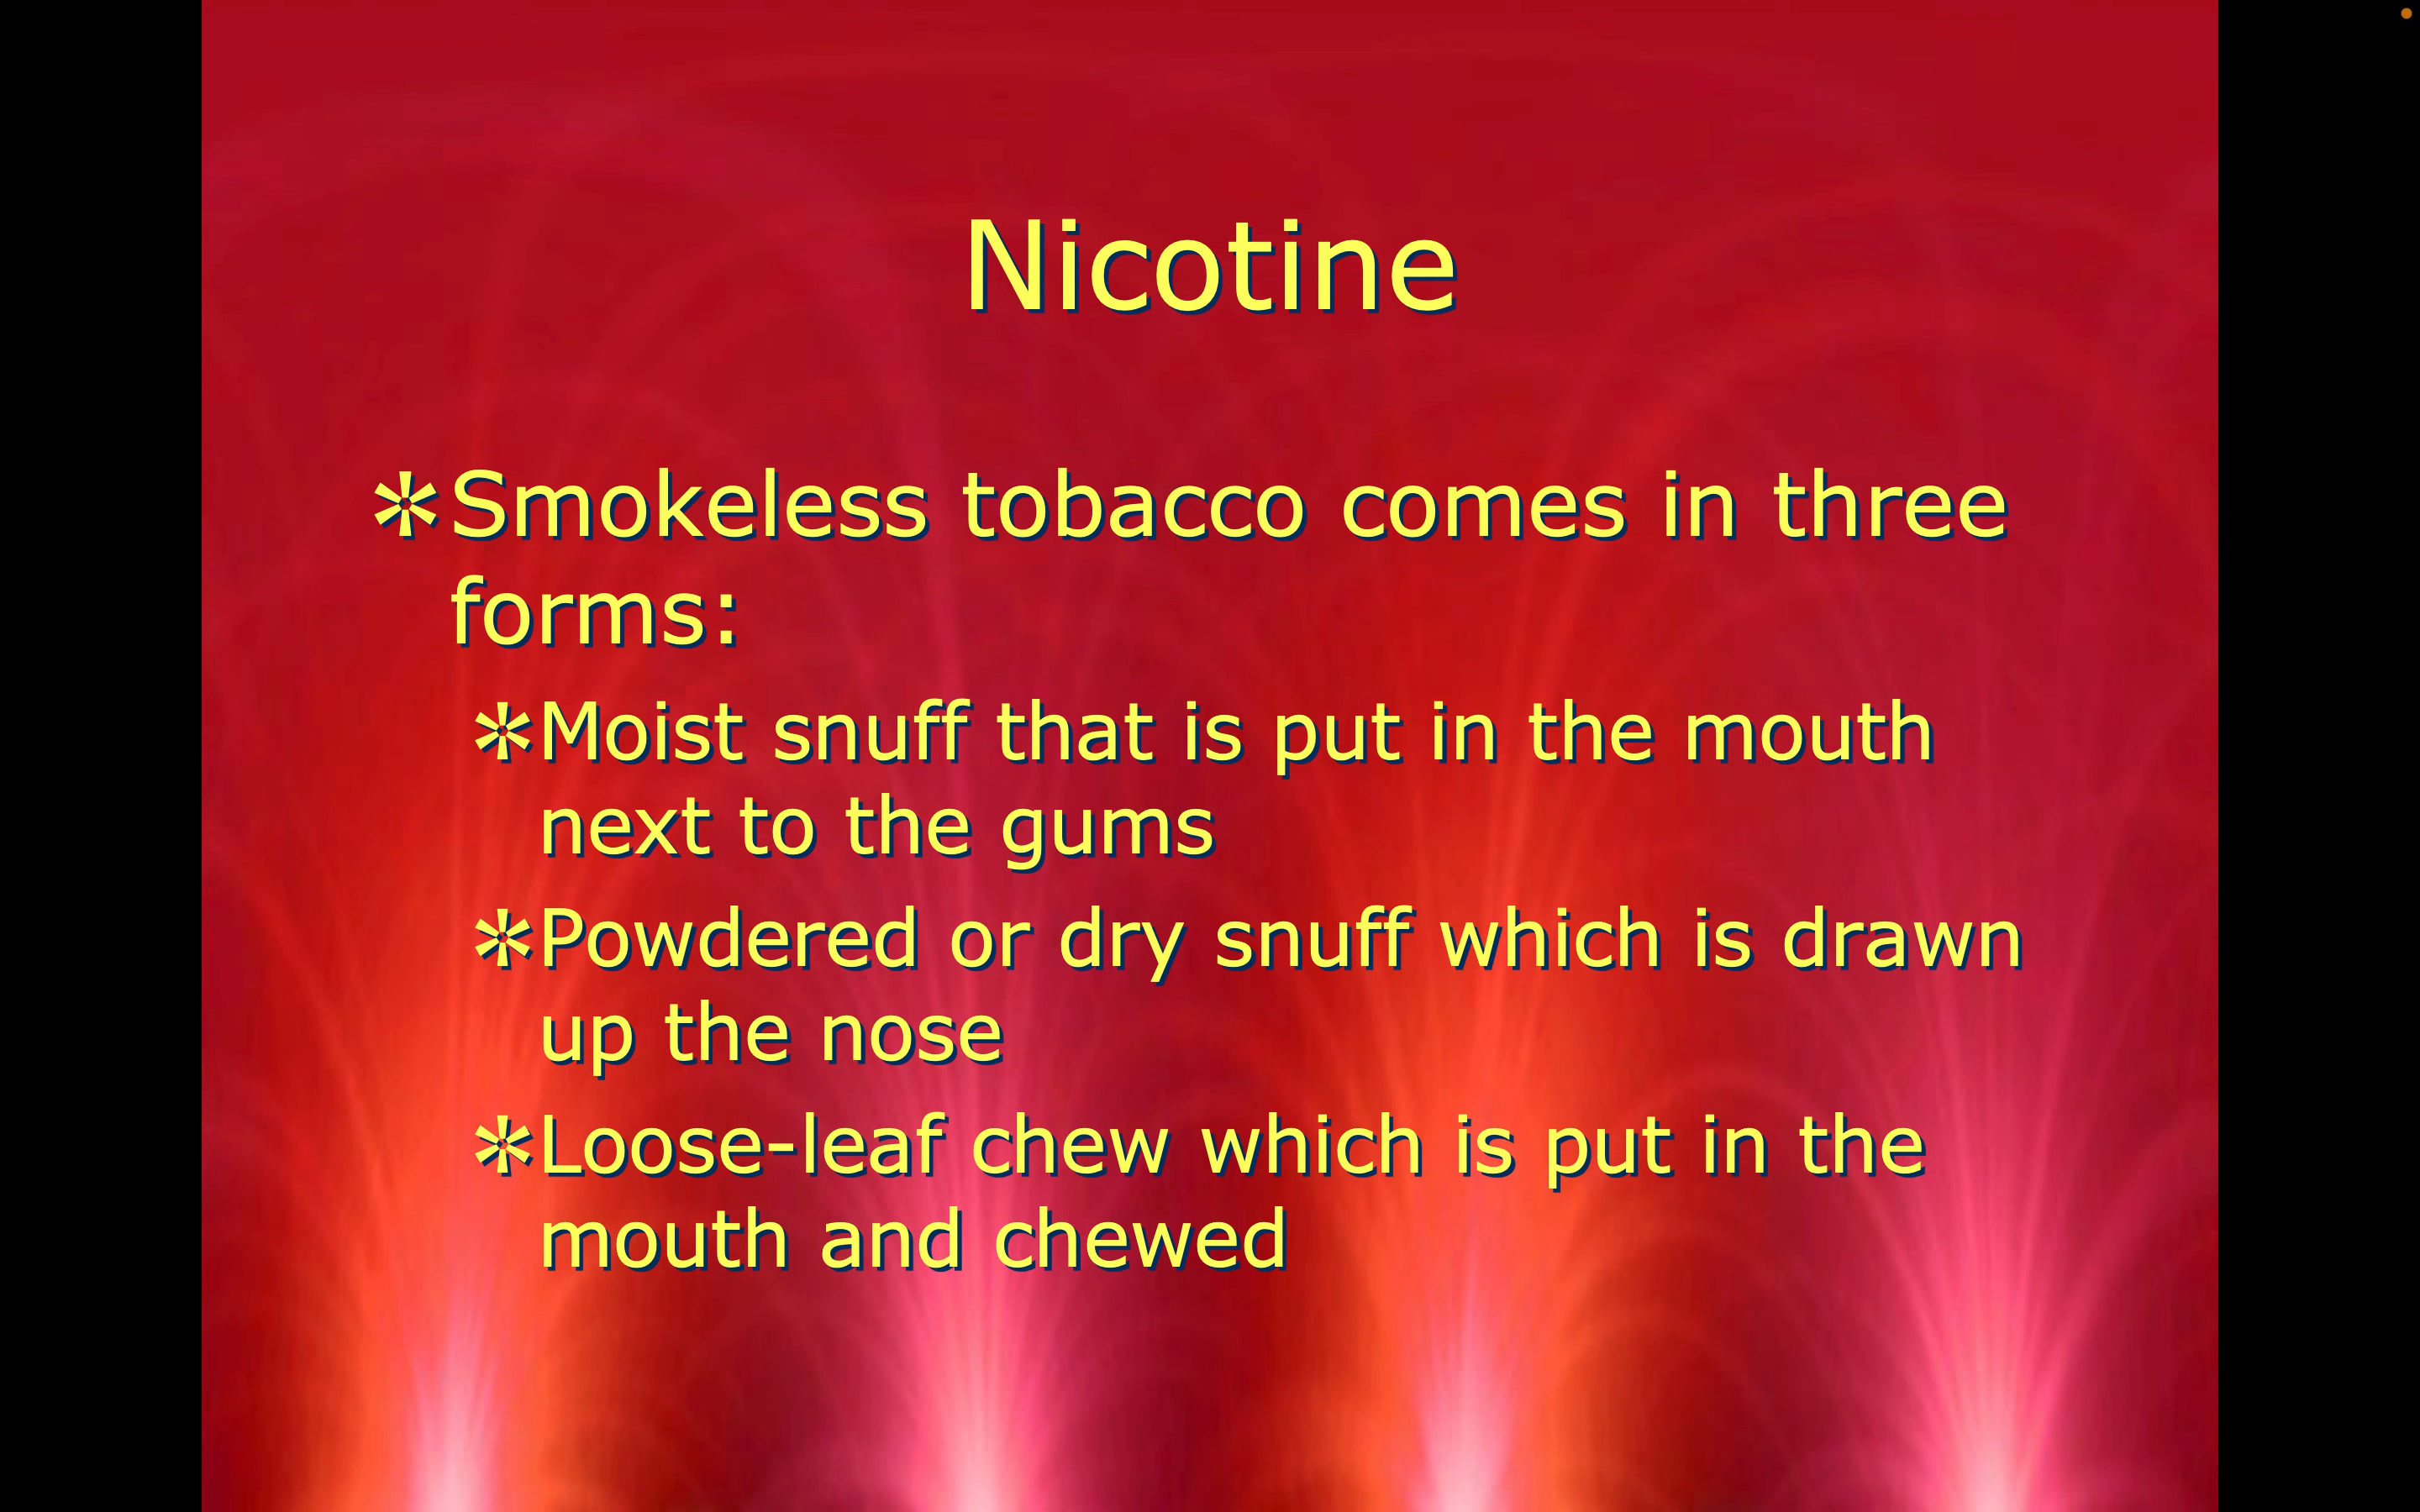 Nicotine
*Smokeless tobacco comes in three
forms:
*Moist snuff that is put in the mouth
next to the gums
*Powdered or dry snuff which is drawn
up the nose
*Loose-leaf chew which is put in the
mouth and chewed